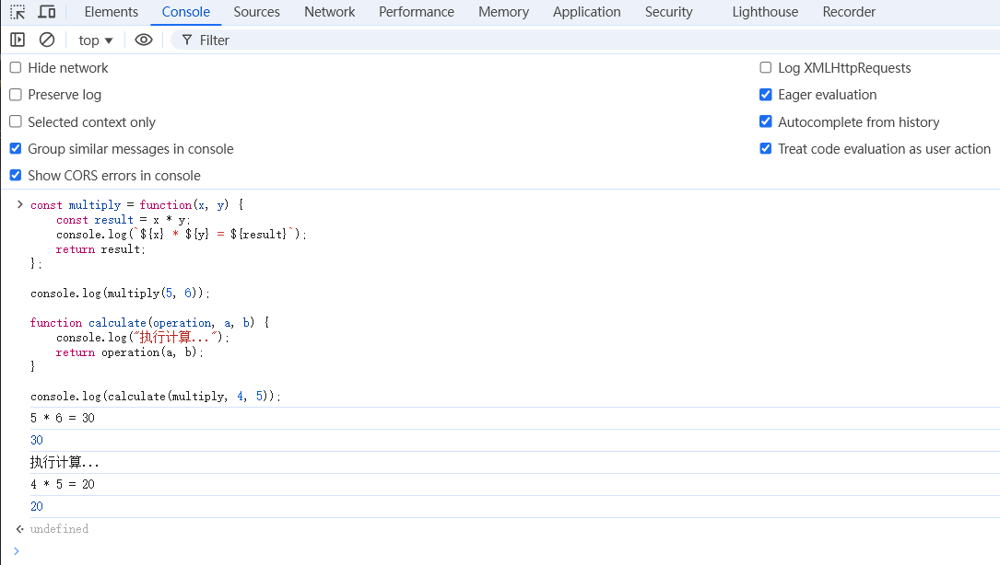 Elements Console Sources Network Performance Memory Application Security Lighthouse Recorder
top Filter
Hide network Log XMLHttpRequests
Preserve log Eager evaluation
Selected context only Autocomplete from history
Group similar messages in console Treat code evaluation as user action
Show CORS errors in console
const multiply = function(x, y) {
    const result = x * y;
    console.log(`${x} * ${y} = ${result}`);
    return result;
};
console.log(multiply(5, 6));
function calculate(operation, a, b) {
    console.log("执行计算...");
    return operation(a, b);
}
console.log(calculate(multiply, 4, 5));
5 * 6 = 30
30
执行计算...
4 * 5 = 20
20
undefined